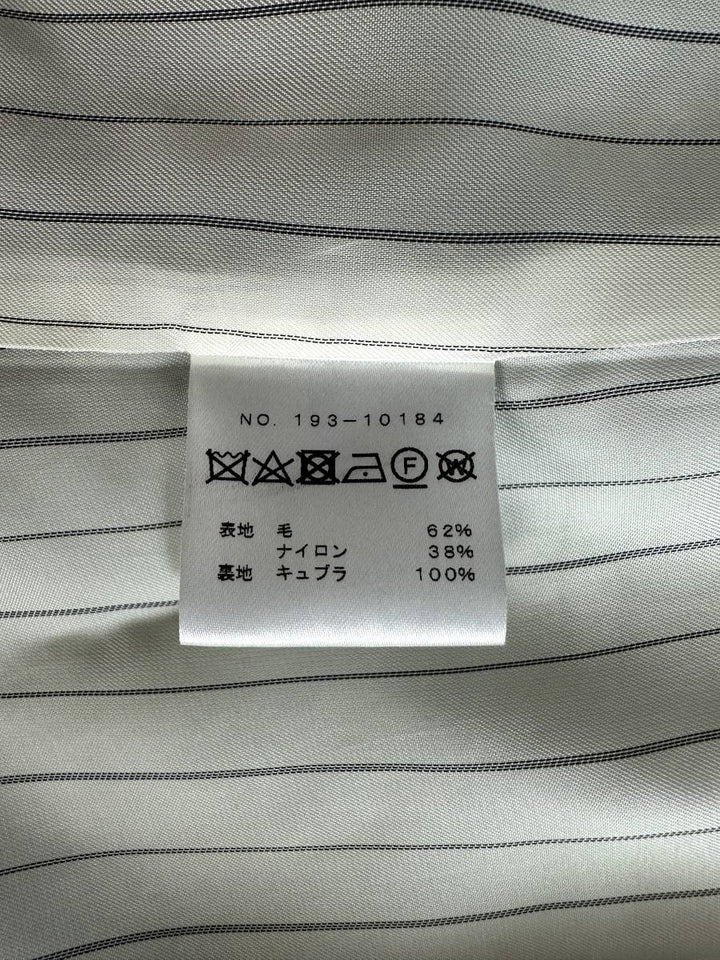 NO. 193-10184
F W
表地 毛 62%
ナイロン 38%
裏地 キュプラ 100%